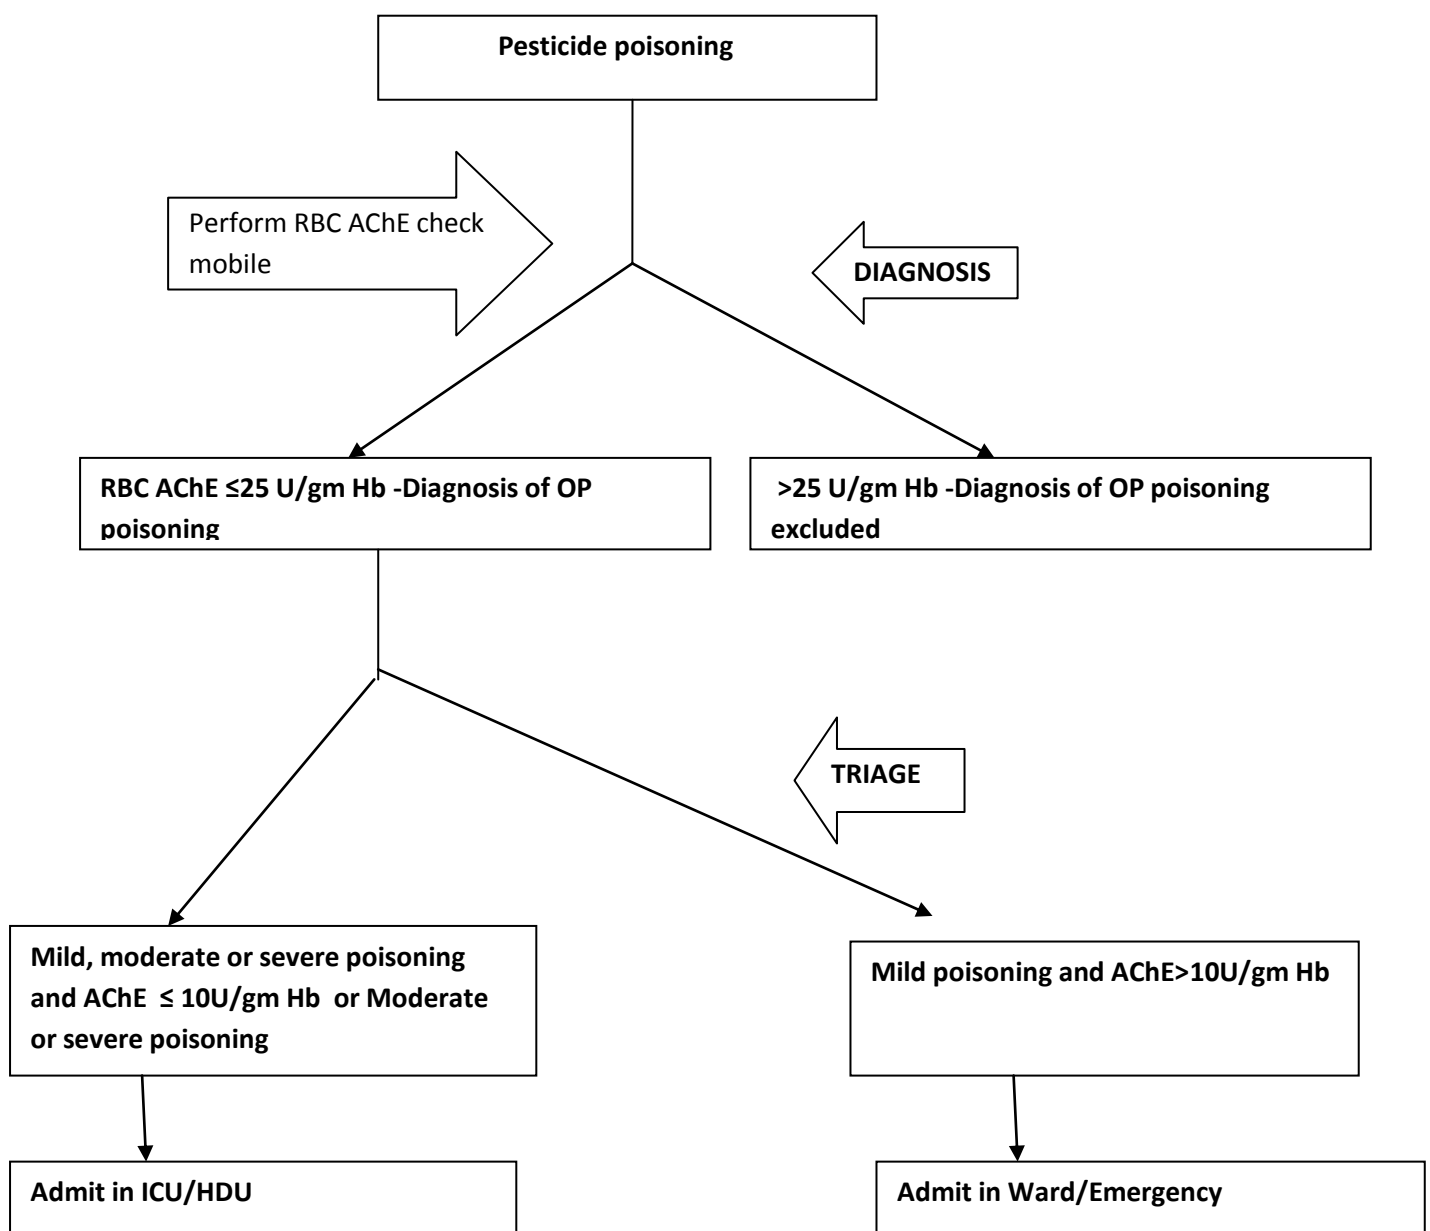 Pesticide poisoning
Perform RBC AChE check
mobile
DIAGNOSIS
RBC AChE ≤25 U/gm Hb -Diagnosis of OP
poisoning
>25 U/gm Hb -Diagnosis of OP poisoning
excluded
TRIAGE
Mild, moderate or severe poisoning
and AChE ≤ 10U/gm Hb or Moderate
or severe poisoning
Mild poisoning and AChE>10U/gm Hb
Admit in ICU/HDU
Admit in Ward/Emergency